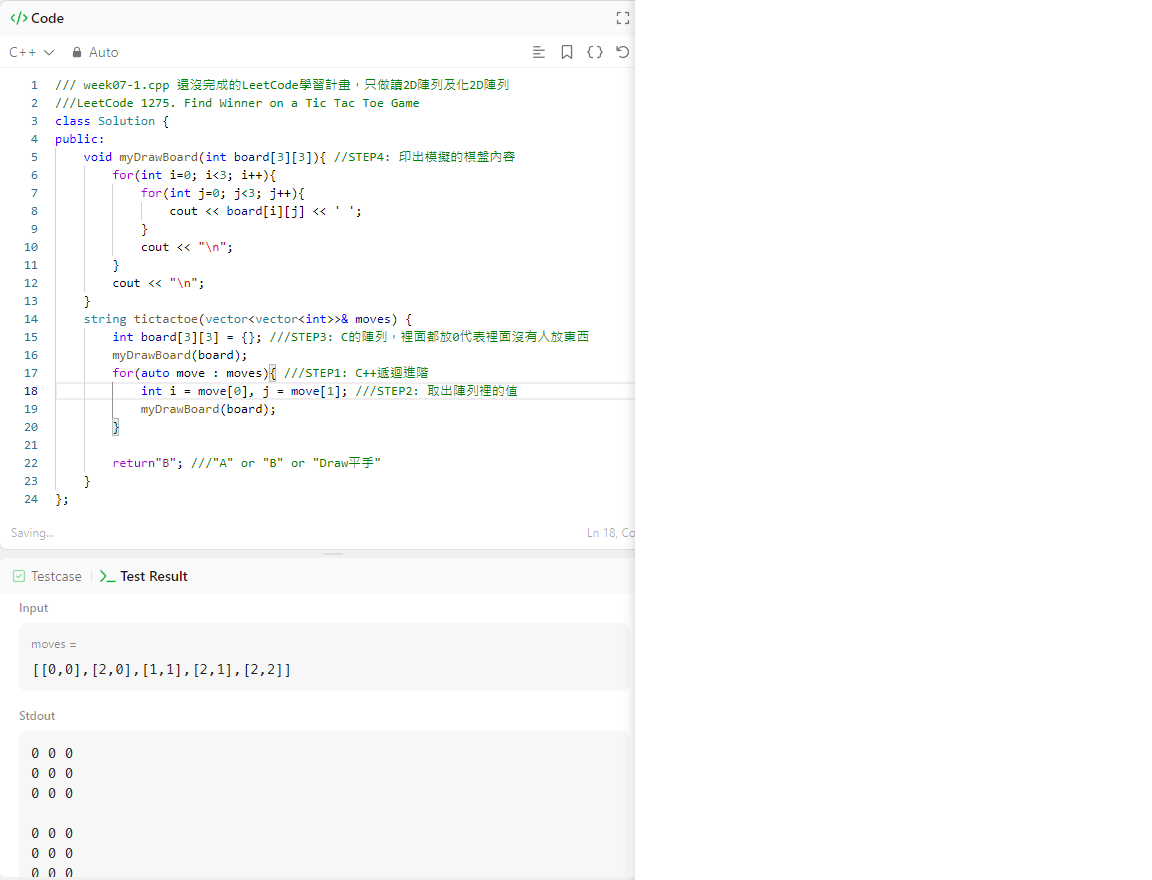 </> Code
C++ Auto
1 /// week07-1.cpp 還沒完成的LeetCode學習計畫，只做讀2D陣列及化2D陣列
2 ///LeetCode 1275. Find Winner on a Tic Tac Toe Game
3 class Solution {
4 public:
5     void myDrawBoard(int board[3][3]){ //STEP4: 印出模擬的棋盤內容
6         for(int i=0; i<3; i++){
7             for(int j=0; j<3; j++){
8                 cout << board[i][j] << ' ';
9             }
10             cout << "\n";
11         }
12         cout << "\n";
13     }
14     string tictactoe(vector<vector<int>>& moves) {
15         int board[3][3] = {}; ///STEP3: C的陣列，裡面都放0代表裡面沒有人放東西
16         myDrawBoard(board);
17         for(auto move : moves){ ///STEP1: C++遞迴進階
18             int i = move[0], j = move[1]; ///STEP2: 取出陣列裡的值
19             myDrawBoard(board);
20         }
21
22         return"B"; ///"A" or "B" or "Draw平手"
23     }
24 };
Saving... Ln 18, Co
Testcase >_ Test Result
Input
moves =
[[0,0],[2,0],[1,1],[2,1],[2,2]]
Stdout
0 0 0
0 0 0
0 0 0
0 0 0
0 0 0
0 0 0